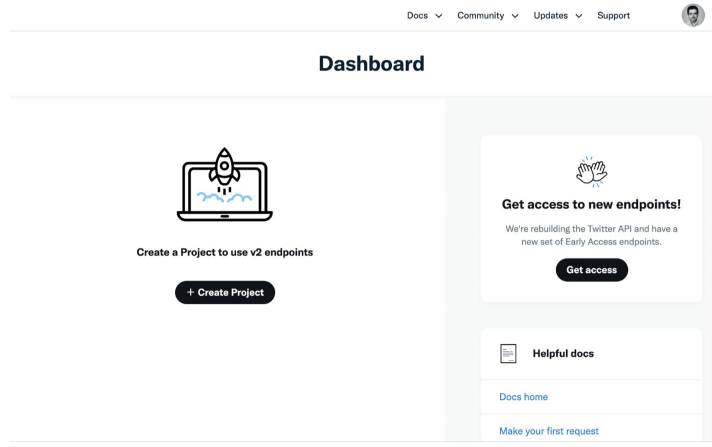 Docs
Community
Updates
Support
Dashboard
Create a Project to use v2 endpoints
+ Create Project
Get access to new endpoints!
We're rebuilding the Twitter API and have a
new set of Early Access endpoints.
Get access
Helpful docs
Docs home
Make your first request